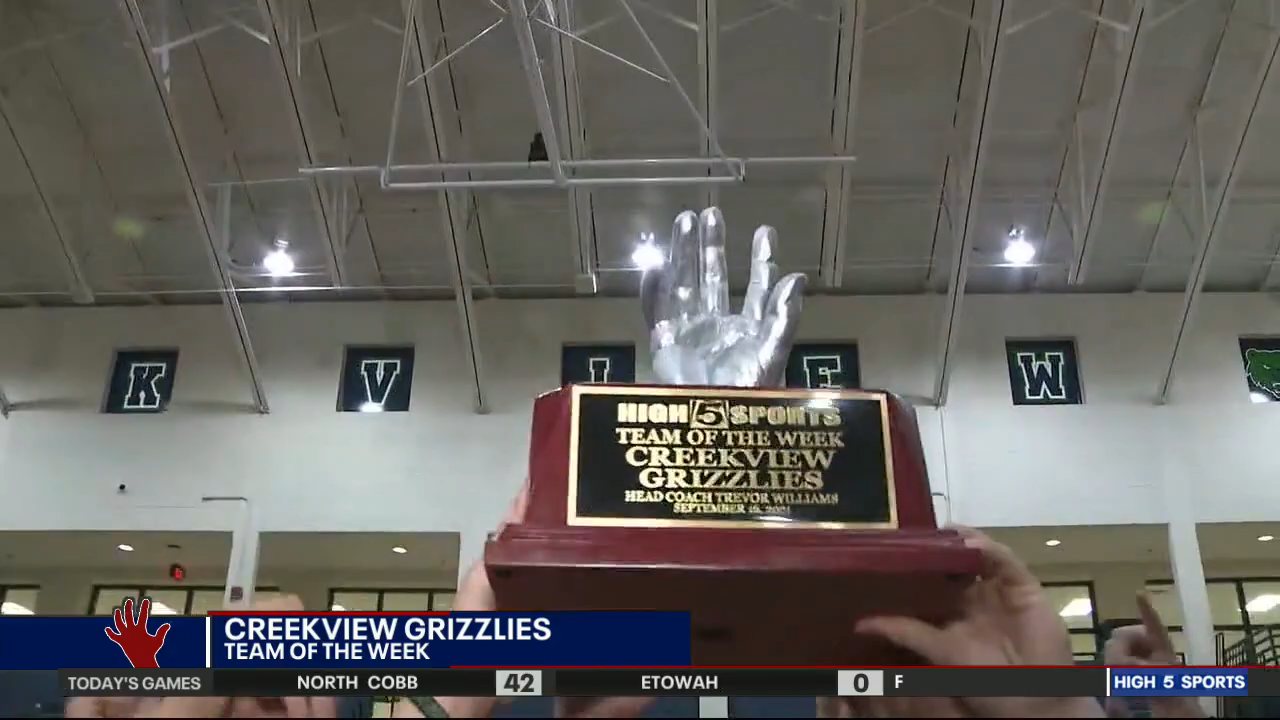 K V I E W
HIGH 5 SPORTS
TEAM OF THE WEEK
CREEKVIEW
GRIZZLIES
HEAD COACH TREVOR WILLIAMS
SEPTEMBER
CREEKVIEW GRIZZLIES
TEAM OF THE WEEK
TODAY'S GAMES NORTH COBB 42 ETOWAH 0 F HIGH 5 SPORTS